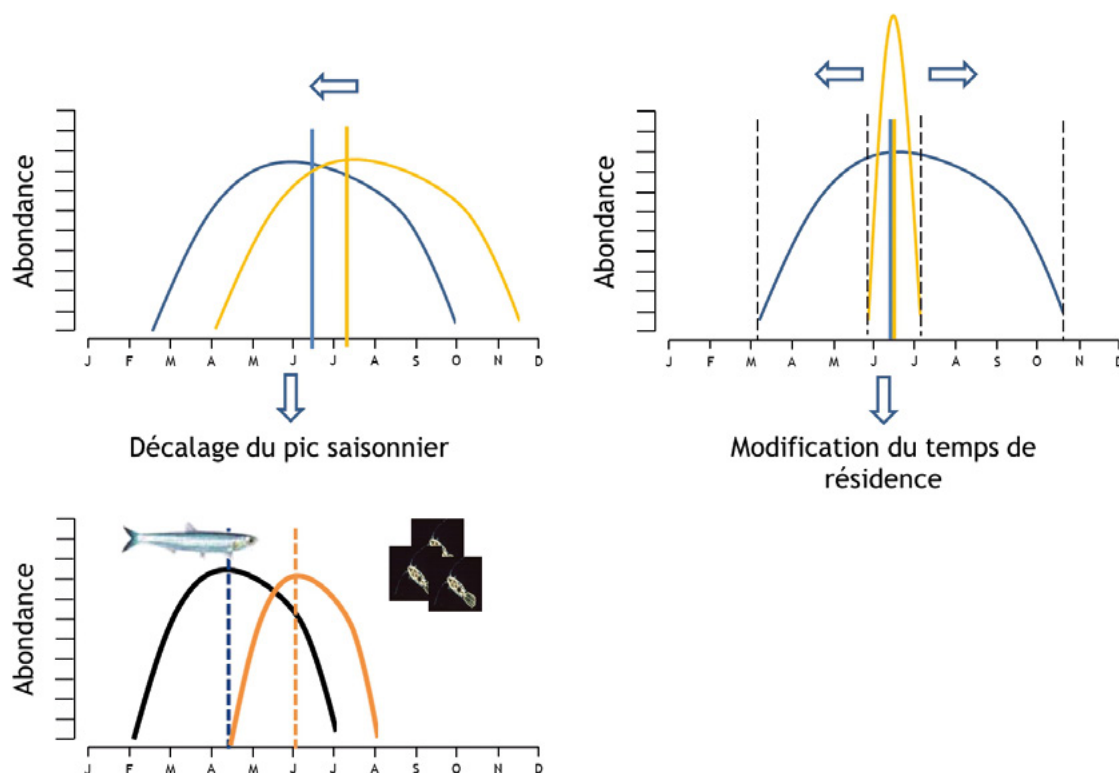 Abondance
J F M A M J J A S O N D
Décalage du pic saisonnier
Abondance
J F M A M J J A S O N D
Modification du temps de
résidence
Abondance
J F M A M J J A S O N D